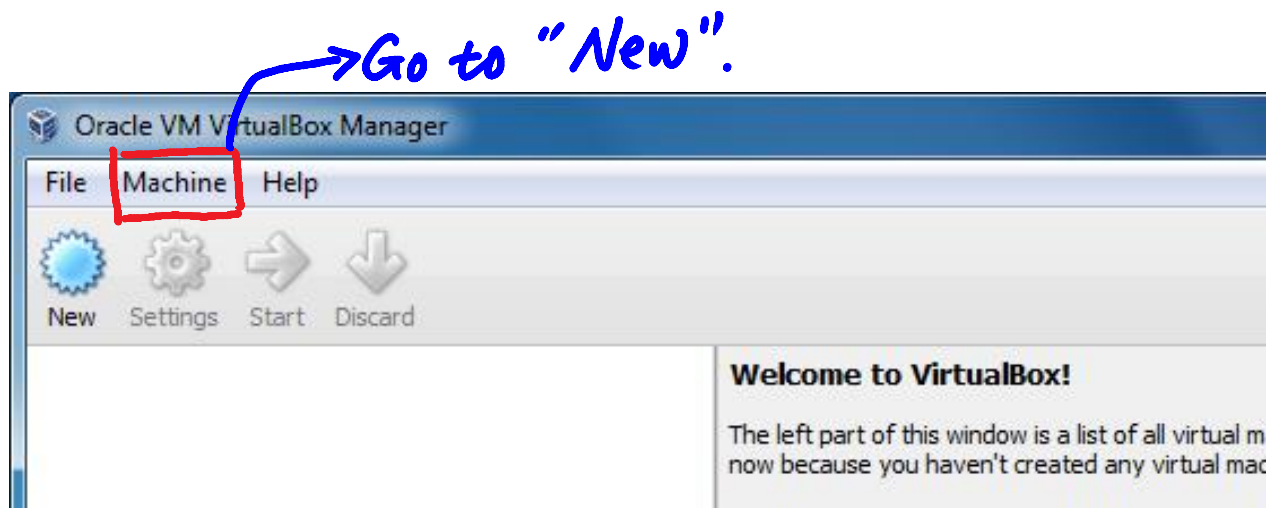 Go to "New".
Oracle VM VirtualBox Manager
File Machine Help
New Settings Start Discard
Welcome to VirtualBox!
The left part of this window is a list of all virtual m
now because you haven't created any virtual mac